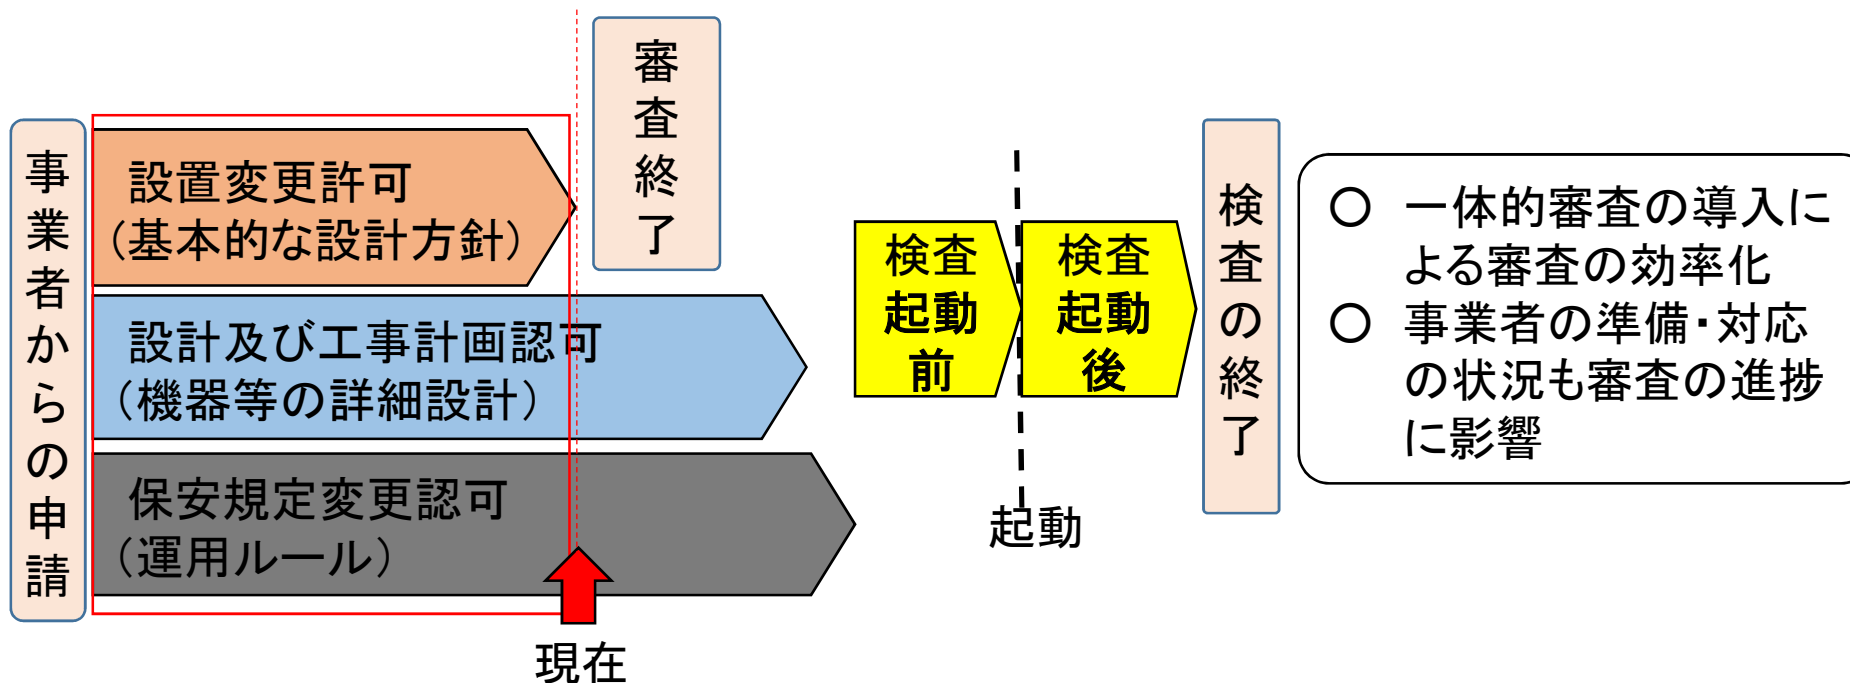 事業者からの申請
設置変更許可
（基本的な設計方針）
設計及び工事計画認可
（機器等の詳細設計）
保安規定変更認可
（運用ルール）
現在
審査終了
検査
起動
前
検査
起動
後
起動
検査の終了
○ 一体的審査の導入に
よる審査の効率化
○ 事業者の準備・対応
の状況も審査の進捗
に影響